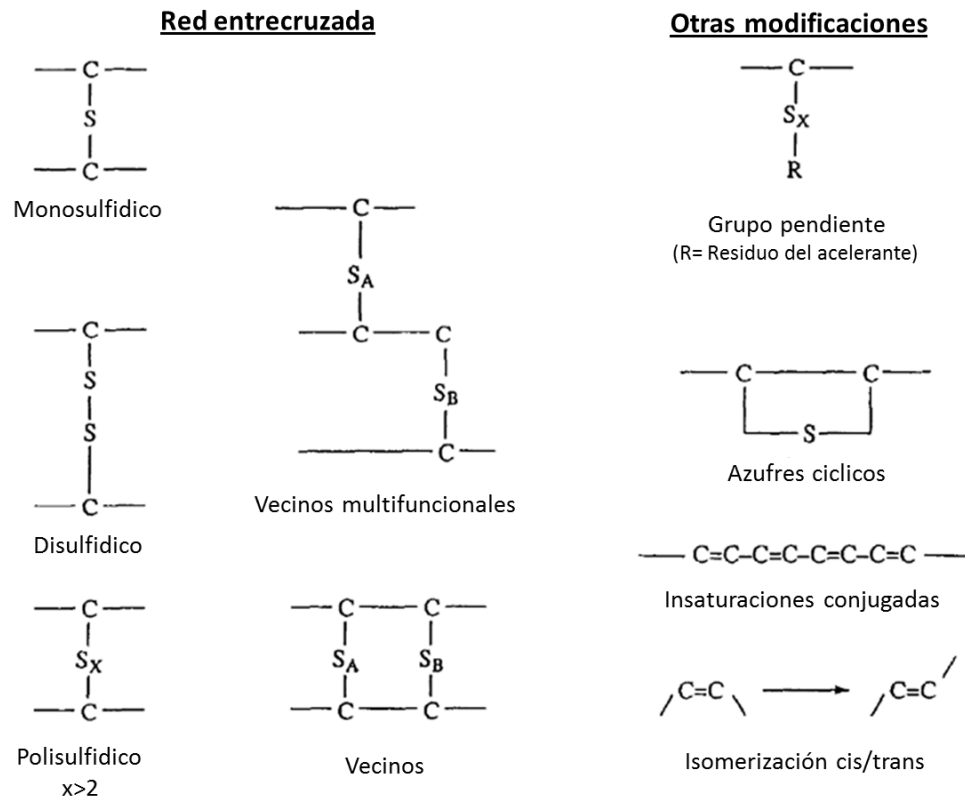 Red entrecruzada
C
S
C
Monosulfidico
C
S
S
C
Disulfidico
C
S_X
C
Polisulfidico
x>2
C
S_A
C C
S_B
C
Vecinos multifuncionales
C C
S_A S_B
C C
Vecinos
Otras modificaciones
C
S_X
R
Grupo pendiente
(R= Residuo del acelerante)
C C
S
Azufres ciclicos
C=C-C=C-C=C-C=C
Insaturaciones conjugadas
C=C C=C
Isomerización cis/trans